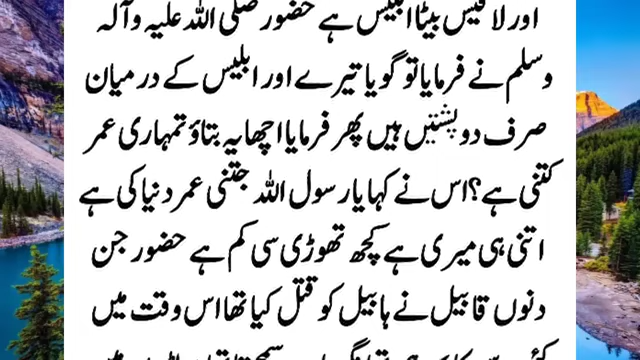 اور لاقیس بیٹا ابلیس ہے حضور صلی اللہ علیہ وآلہ
وسلم نے فرمایا تو گویا تیرے اور ابلیس کے درمیان
صرف دو پشتیں ہیں پھر فرمایا اچھا یہ بتاؤ تمہاری عمر
کتنی ہے؟ اس نے کہا یا رسول اللہ جتنی عمر دنیا کی ہے
اتنی ہی میری ہے کچھ تھوڑی سی کم ہے حضور جن
دنوں قابیل نے ہابیل کو قتل کیا تھا اس وقت میں